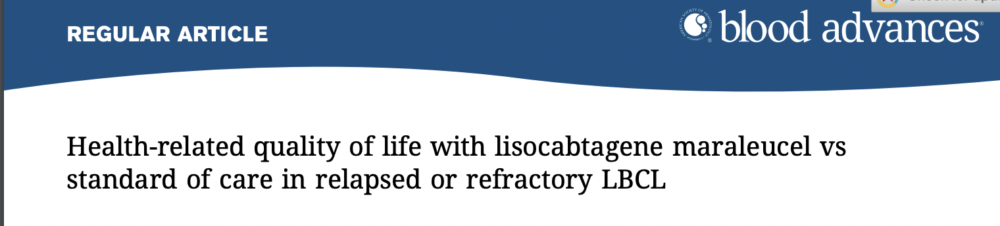 REGULAR ARTICLE
blood advances®
Health-related quality of life with lisocabtagene maraleucel vs
standard of care in relapsed or refractory LBCL